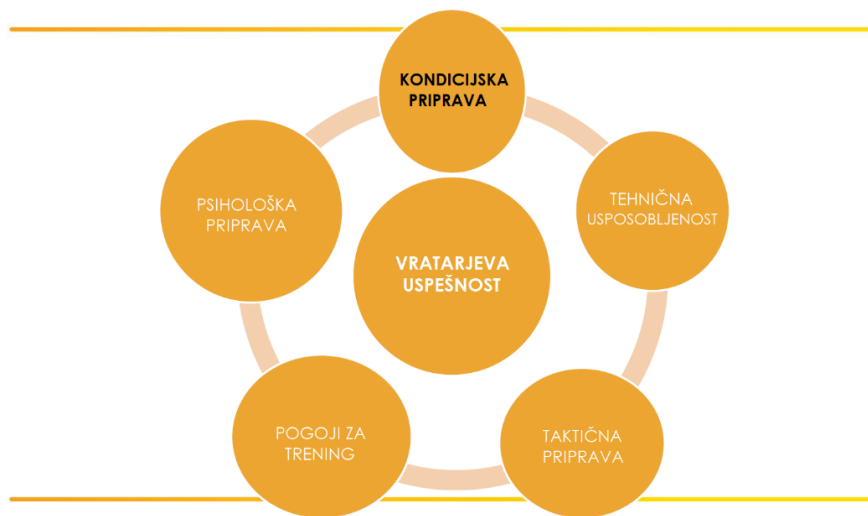 KONDICIJSKA
PRIPRAVA
TEHNIČNA
USPOSOBLJENOST
PSIHOLOŠKA
PRIPRAVA
VRATARJEVA
USPEŠNOST
POGOJI ZA
TRENING
TAKTIČNA
PRIPRAVA